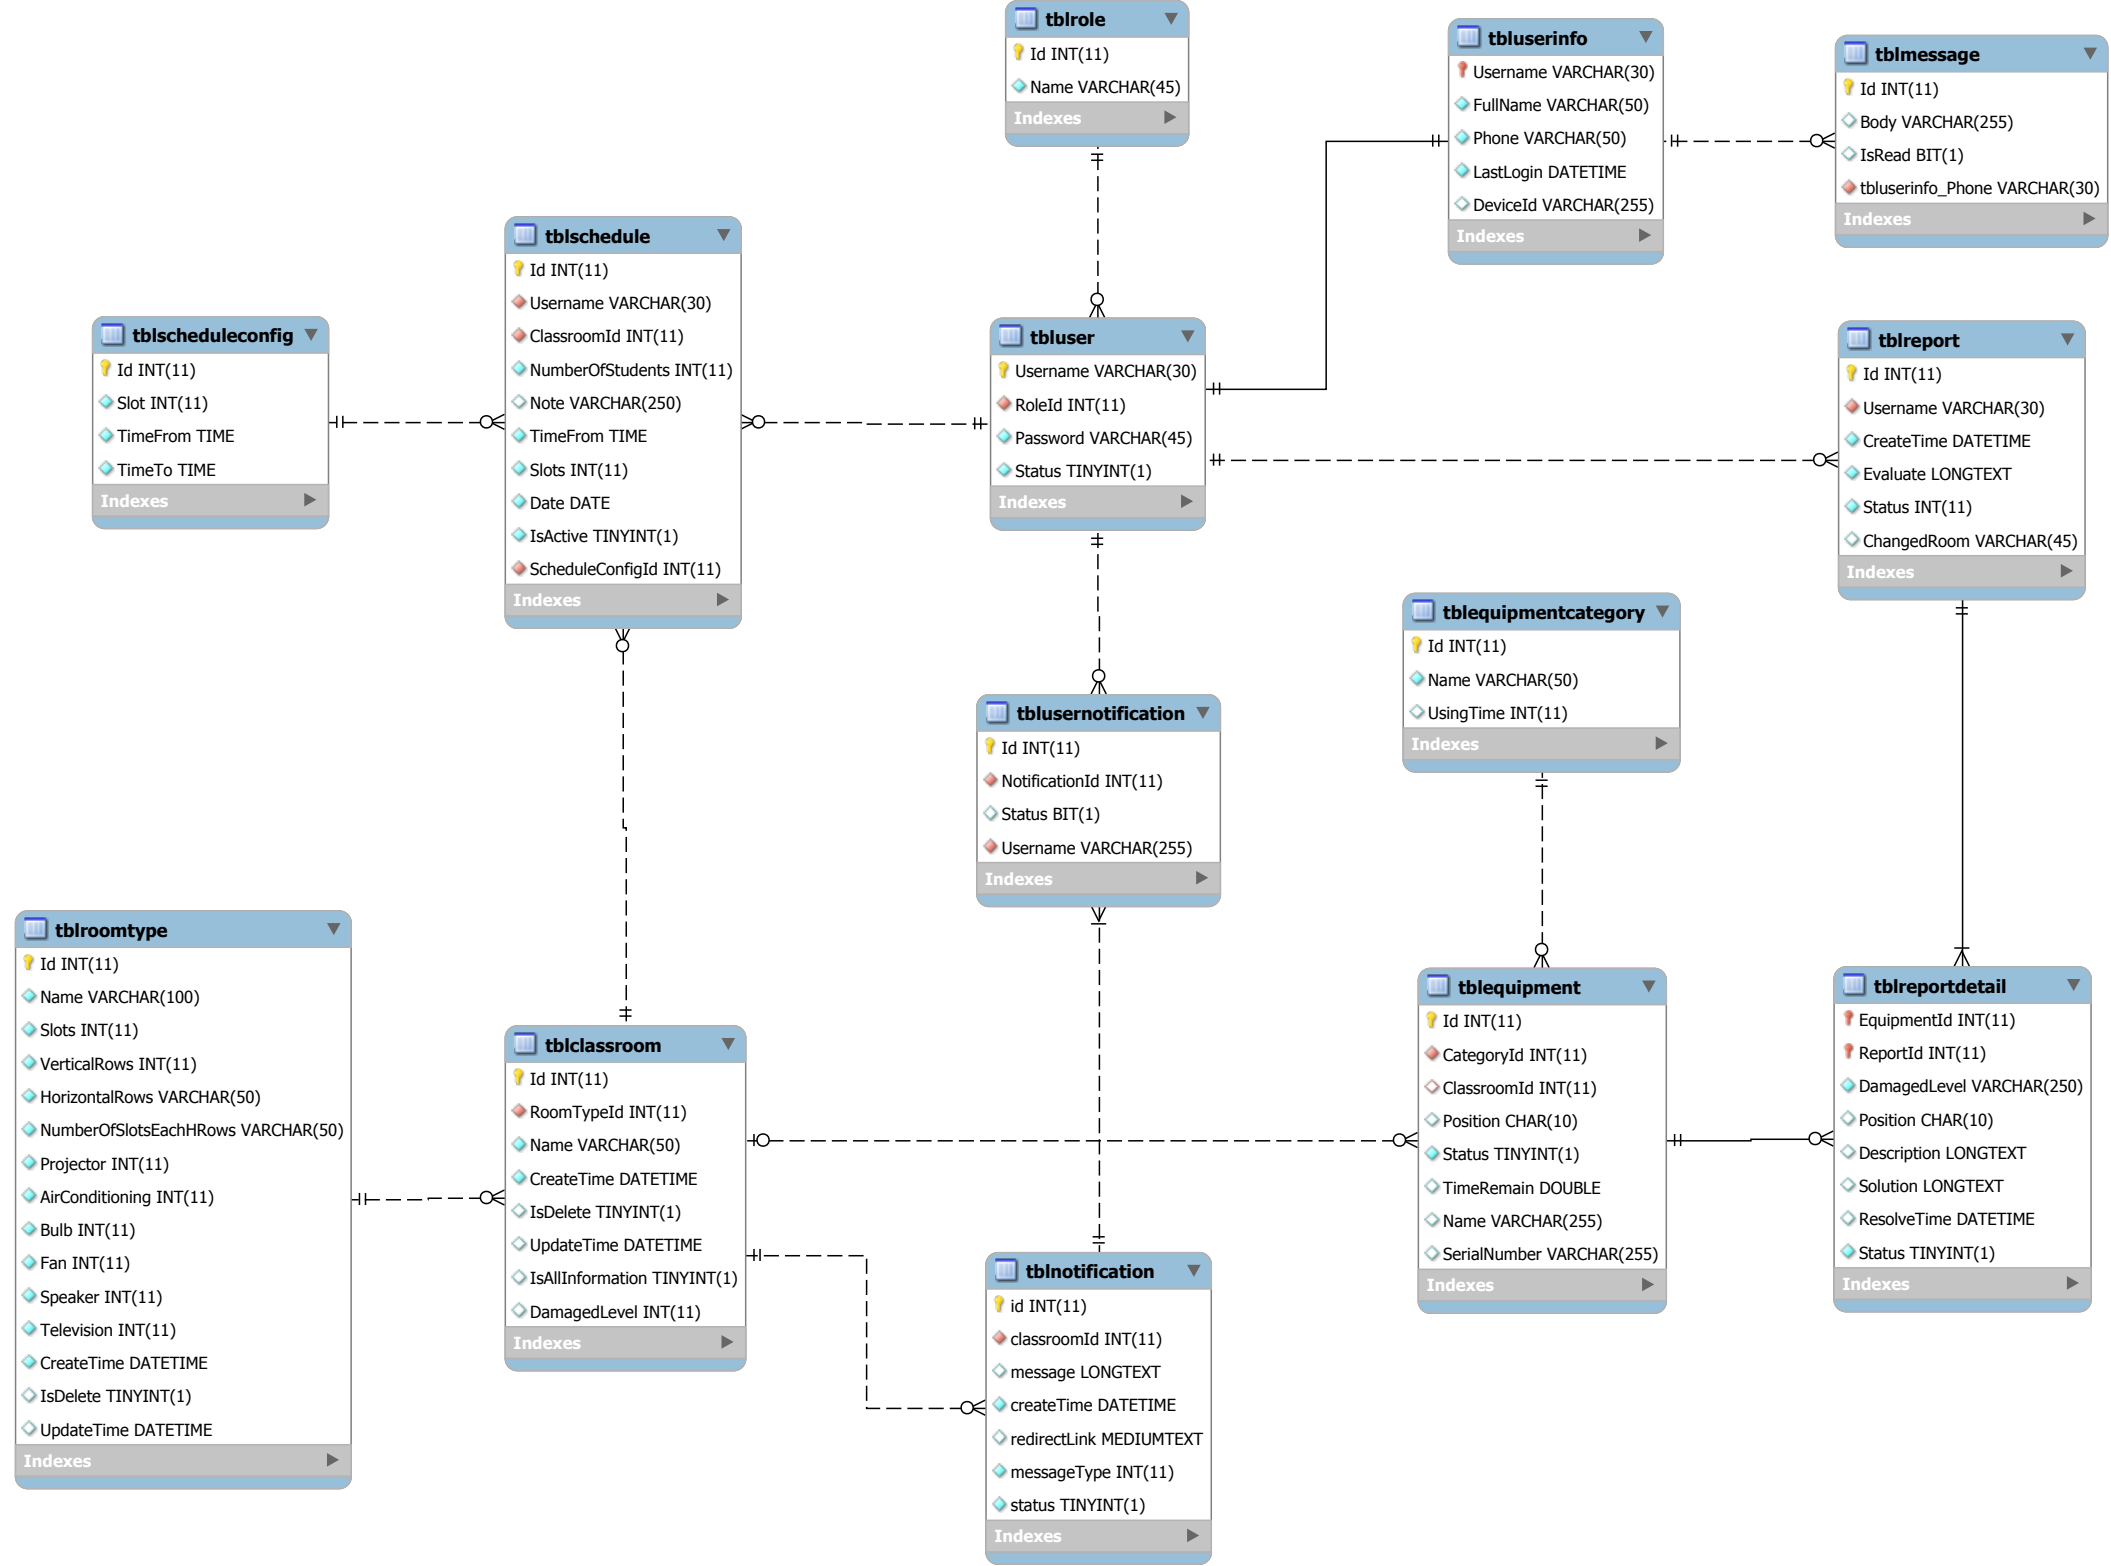 tblrole
Id INT(11)
Name VARCHAR(45)
Indexes
tbluserinfo
Username VARCHAR(30)
FullName VARCHAR(50)
Phone VARCHAR(50)
LastLogin DATETIME
DeviceId VARCHAR(255)
Indexes
tblmessage
Id INT(11)
Body VARCHAR(255)
IsRead BIT(1)
tbluserinfo_Phone VARCHAR(30)
Indexes
tblschedule
Id INT(11)
Username VARCHAR(30)
ClassroomId INT(11)
NumberOfStudents INT(11)
Note VARCHAR(250)
TimeFrom TIME
Slots INT(11)
Date DATE
IsActive TINYINT(1)
ScheduleConfigId INT(11)
Indexes
tblscheduleconfig
Id INT(11)
Slot INT(11)
TimeFrom TIME
TimeTo TIME
Indexes
tbluser
Username VARCHAR(30)
RoleId INT(11)
Password VARCHAR(45)
Status TINYINT(1)
Indexes
tblreport
Id INT(11)
Username VARCHAR(30)
CreateTime DATETIME
Evaluate LONGTEXT
Status INT(11)
ChangedRoom VARCHAR(45)
Indexes
tblequipmentcategory
Id INT(11)
Name VARCHAR(50)
UsingTime INT(11)
Indexes
tblusernotification
Id INT(11)
NotificationId INT(11)
Status BIT(1)
Username VARCHAR(255)
Indexes
tblroomtype
Id INT(11)
Name VARCHAR(100)
Slots INT(11)
VerticalRows INT(11)
HorizontalRows VARCHAR(50)
NumberOfSlotsEachHRows VARCHAR(50)
Projector INT(11)
AirConditioning INT(11)
Bulb INT(11)
Fan INT(11)
Speaker INT(11)
Television INT(11)
CreateTime DATETIME
IsDelete TINYINT(1)
UpdateTime DATETIME
Indexes
tblclassroom
Id INT(11)
RoomTypeId INT(11)
Name VARCHAR(50)
CreateTime DATETIME
IsDelete TINYINT(1)
UpdateTime DATETIME
IsAllInformation TINYINT(1)
DamagedLevel INT(11)
Indexes
tblequipment
Id INT(11)
CategoryId INT(11)
ClassroomId INT(11)
Position CHAR(10)
Status TINYINT(1)
TimeRemain DOUBLE
Name VARCHAR(255)
SerialNumber VARCHAR(255)
Indexes
tblreportdetail
EquipmentId INT(11)
ReportId INT(11)
DamagedLevel VARCHAR(250)
Position CHAR(10)
Description LONGTEXT
Solution LONGTEXT
ResolveTime DATETIME
Status TINYINT(1)
Indexes
tblnotification
id INT(11)
classroomId INT(11)
message LONGTEXT
createTime DATETIME
redirectLink MEDIUMTEXT
messageType INT(11)
status TINYINT(1)
Indexes